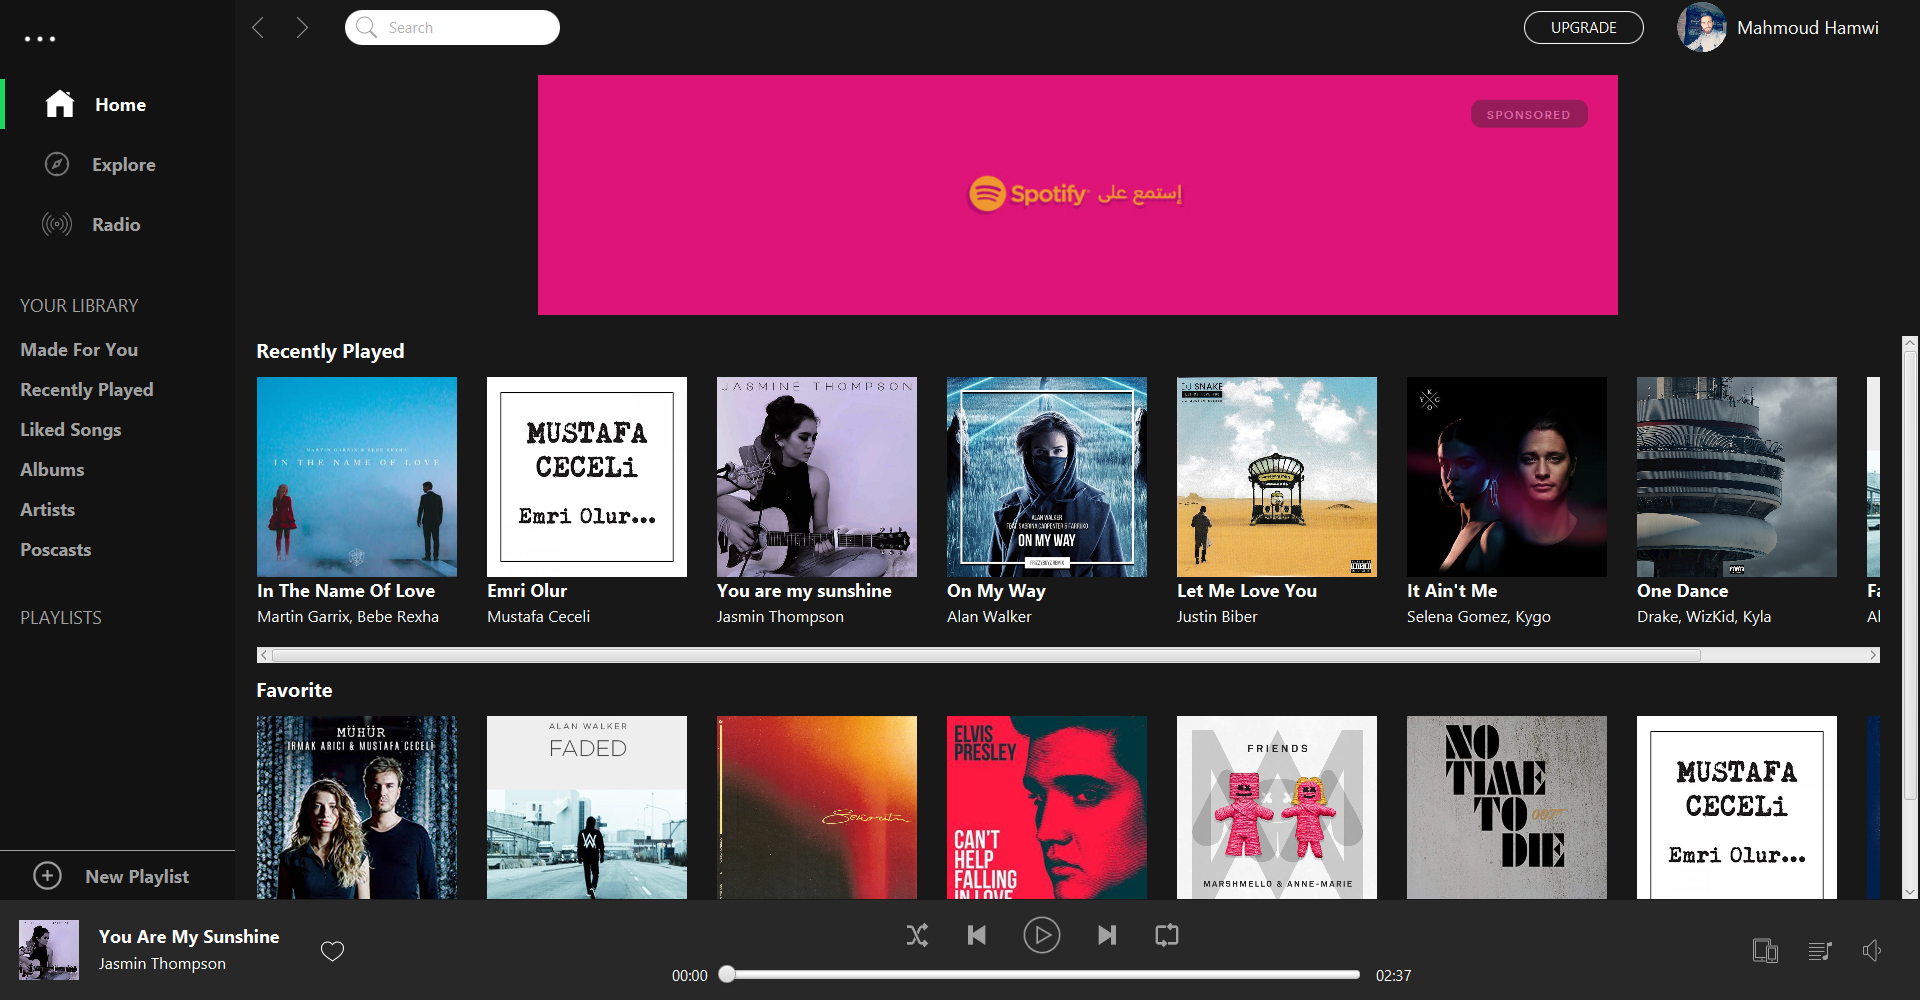 Search
UPGRADE
Mahmoud Hamwi
Home
Explore
Radio
YOUR LIBRARY
Made For You
Recently Played
Liked Songs
Albums
Artists
Poscasts
PLAYLISTS
New Playlist
SPONSORED
Spotify إستمع على
Recently Played
MARTIN GARRIX & BEBE REXHA
IN THE NAME OF LOVE
MUSTAFA
CECELi
Emri Olur...
JASMINE THOMPSON
ALAN WALKER
FEAT. SABRINA CARPENTER & FARRUKO
ON MY WAY
DJ SNAKE
LET ME LOVE YOU
K
Y G
O
In The Name Of Love
Martin Garrix, Bebe Rexha
Emri Olur
Mustafa Ceceli
You are my sunshine
Jasmin Thompson
On My Way
Alan Walker
Let Me Love You
Justin Biber
It Ain't Me
Selena Gomez, Kygo
One Dance
Drake, WizKid, Kyla
Fa
Al
Favorite
MÜHÜR
IRMAK ARICI & MUSTAFA CECELİ
ALAN WALKER
FADED
Señorita
ELVIS
PRESLEY
CAN'T
HELP
FALLING
IN LOVE
FRIENDS
MARSHMELLO & ANNE-MARIE
NO
TIME
TO
007
DIE
MUSTAFA
CECELi
Emri Olur...
You Are My Sunshine
Jasmin Thompson
00:00
02:37